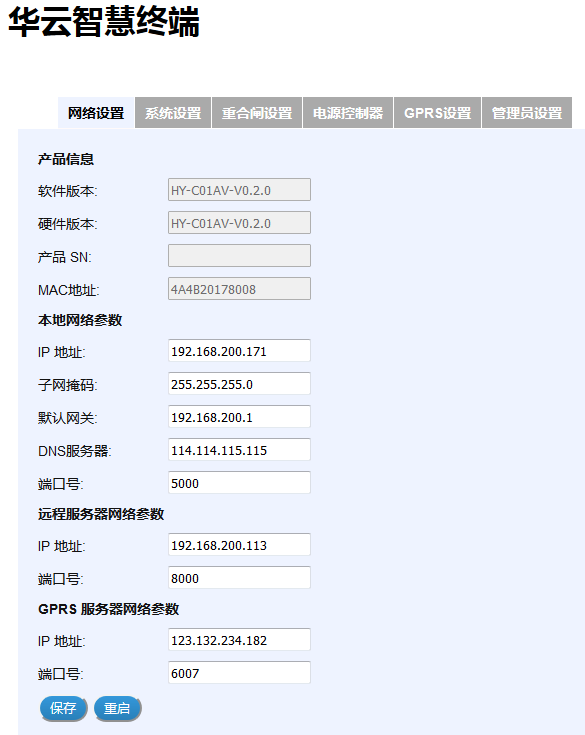 华云智慧终端
网络设置 系统设置 重合闸设置 电源控制器 GPRS设置 管理员设置
产品信息
软件版本: HY-C01AV-V0.2.0
硬件版本: HY-C01AV-V0.2.0
产品 SN:
MAC地址: 4A4B20178008
本地网络参数
IP 地址: 192.168.200.171
子网掩码: 255.255.255.0
默认网关: 192.168.200.1
DNS服务器: 114.114.115.115
端口号: 5000
远程服务器网络参数
IP 地址: 192.168.200.113
端口号: 8000
GPRS 服务器网络参数
IP 地址: 123.132.234.182
端口号: 6007
保存 重启